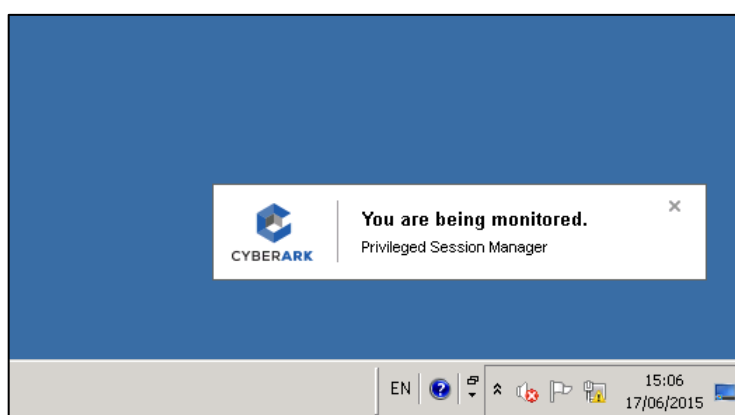 You are being monitored.
CYBERARK
Privileged Session Manager
EN
15:06
17/06/2015